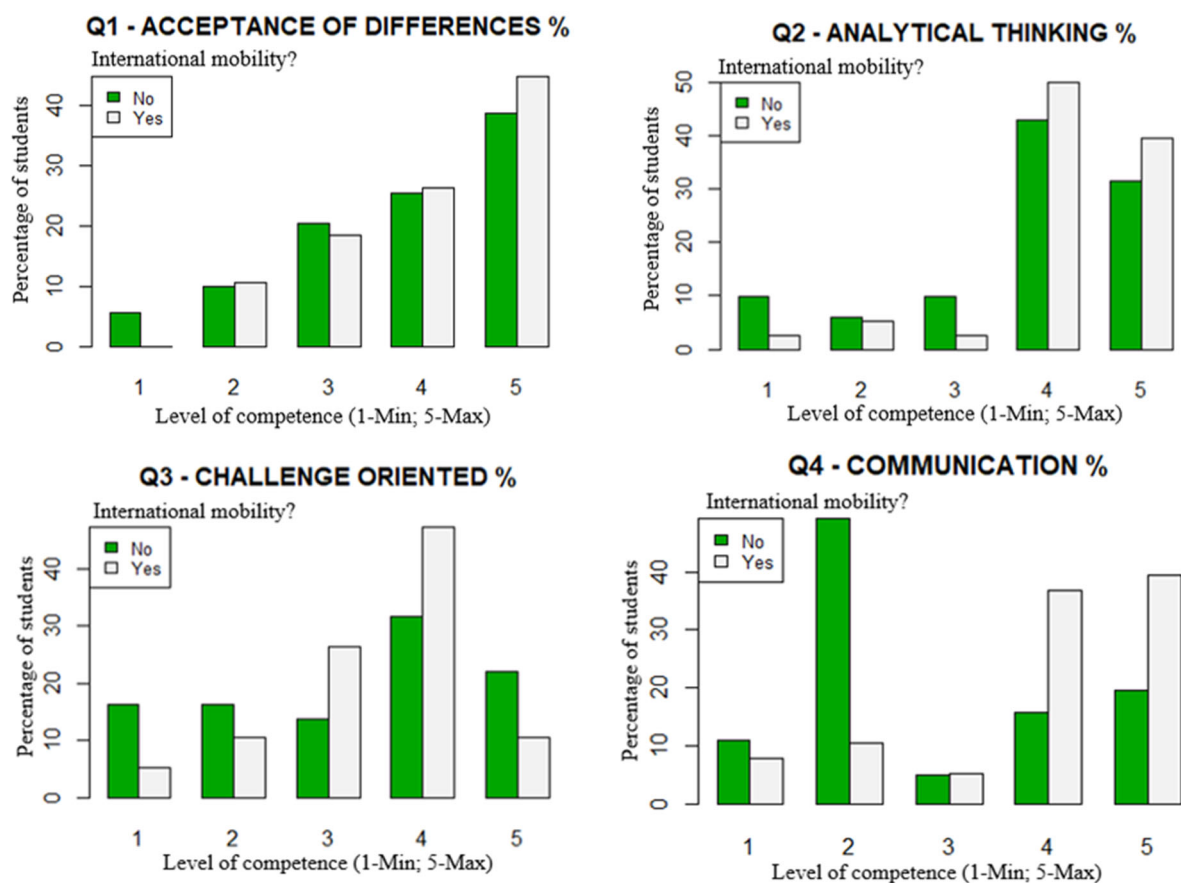 Q1 - ACCEPTANCE OF DIFFERENCES %
International mobility?
No
Yes
Percentage of students
0 10 20 30 40
1 2 3 4 5
Level of competence (1-Min; 5-Max)
Q2 - ANALYTICAL THINKING %
International mobility?
No
Yes
Percentage of students
0 10 20 30 40 50
1 2 3 4 5
Level of competence (1-Min; 5-Max)
Q3 - CHALLENGE ORIENTED %
International mobility?
No
Yes
Percentage of students
0 10 20 30 40
1 2 3 4 5
Level of competence (1-Min; 5-Max)
Q4 - COMMUNICATION %
International mobility?
No
Yes
Percentage of students
0 10 20 30 40
1 2 3 4 5
Level of competence (1-Min; 5-Max)